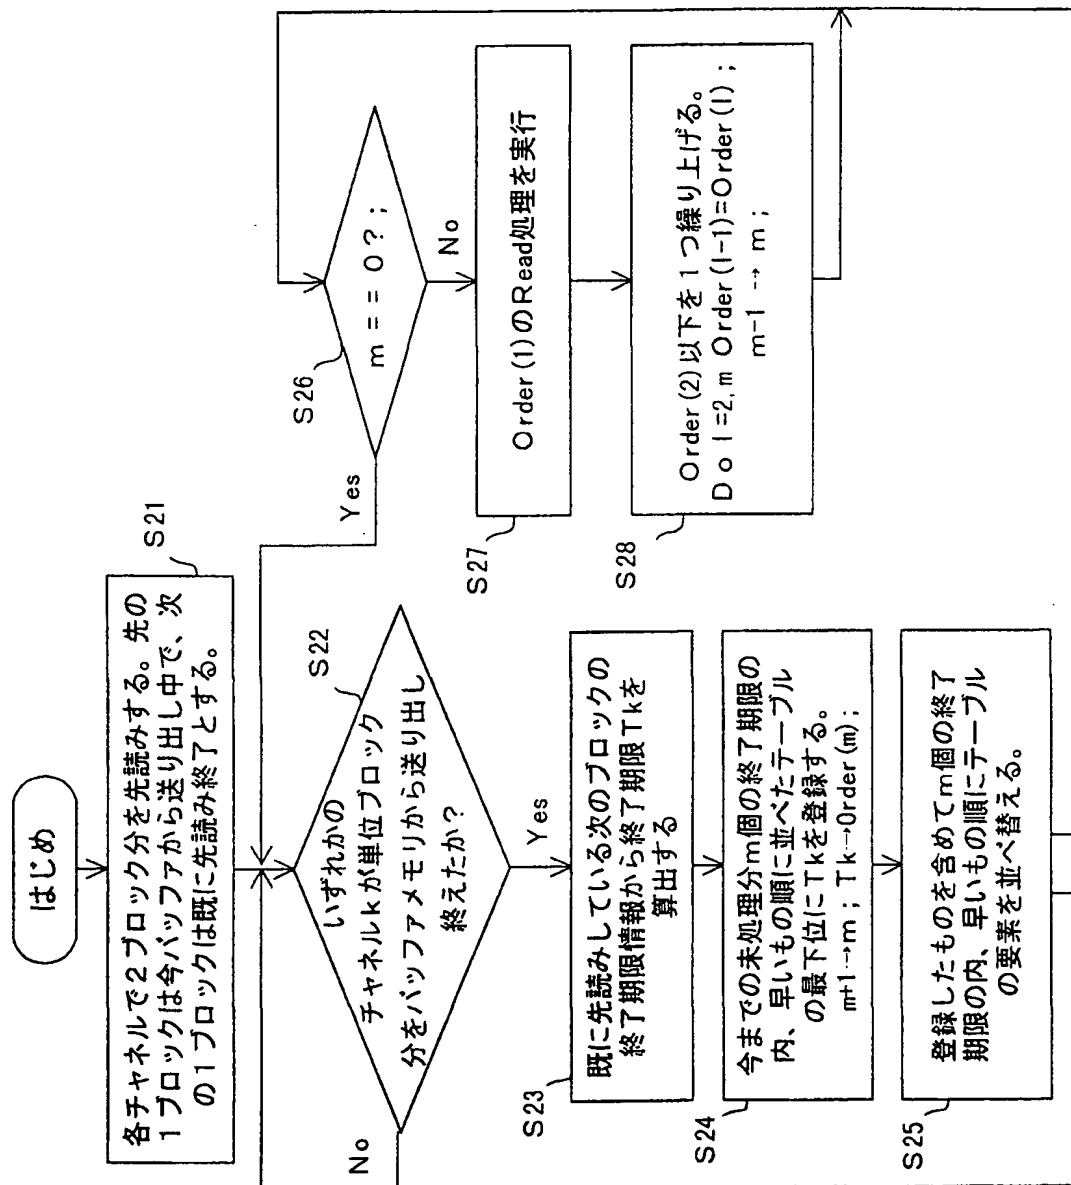 はじめ
S21
各チャネルで2ブロック分を先読みする。先の
1ブロックは今バッファから送り出し中で、次
の1ブロックは既に先読み終了とする。
S22
いずれかの
チャネルkが単位ブロック
分をバッファメモリから送り出し
終えたか?
No
Yes
S23
既に先読みしている次のブロックの
終了期限情報から終了期限Tkを
算出する
S24
今までの未処理分m個の終了期限の
内、早いもの順に並べたテーブル
の最下位にTkを登録する。
m+1→m; Tk→Order(m);
S25
登録したものを含めてm個の終了
期限の内、早いもの順にテーブル
の要素を並べ替える。
S26
m==0?;
Yes
No
S27
Order(1)のRead処理を実行
S28
Order(2)以下を1つ繰り上げる。
Do I=2,m Order(I-1)=Order(I);
m-1→m;